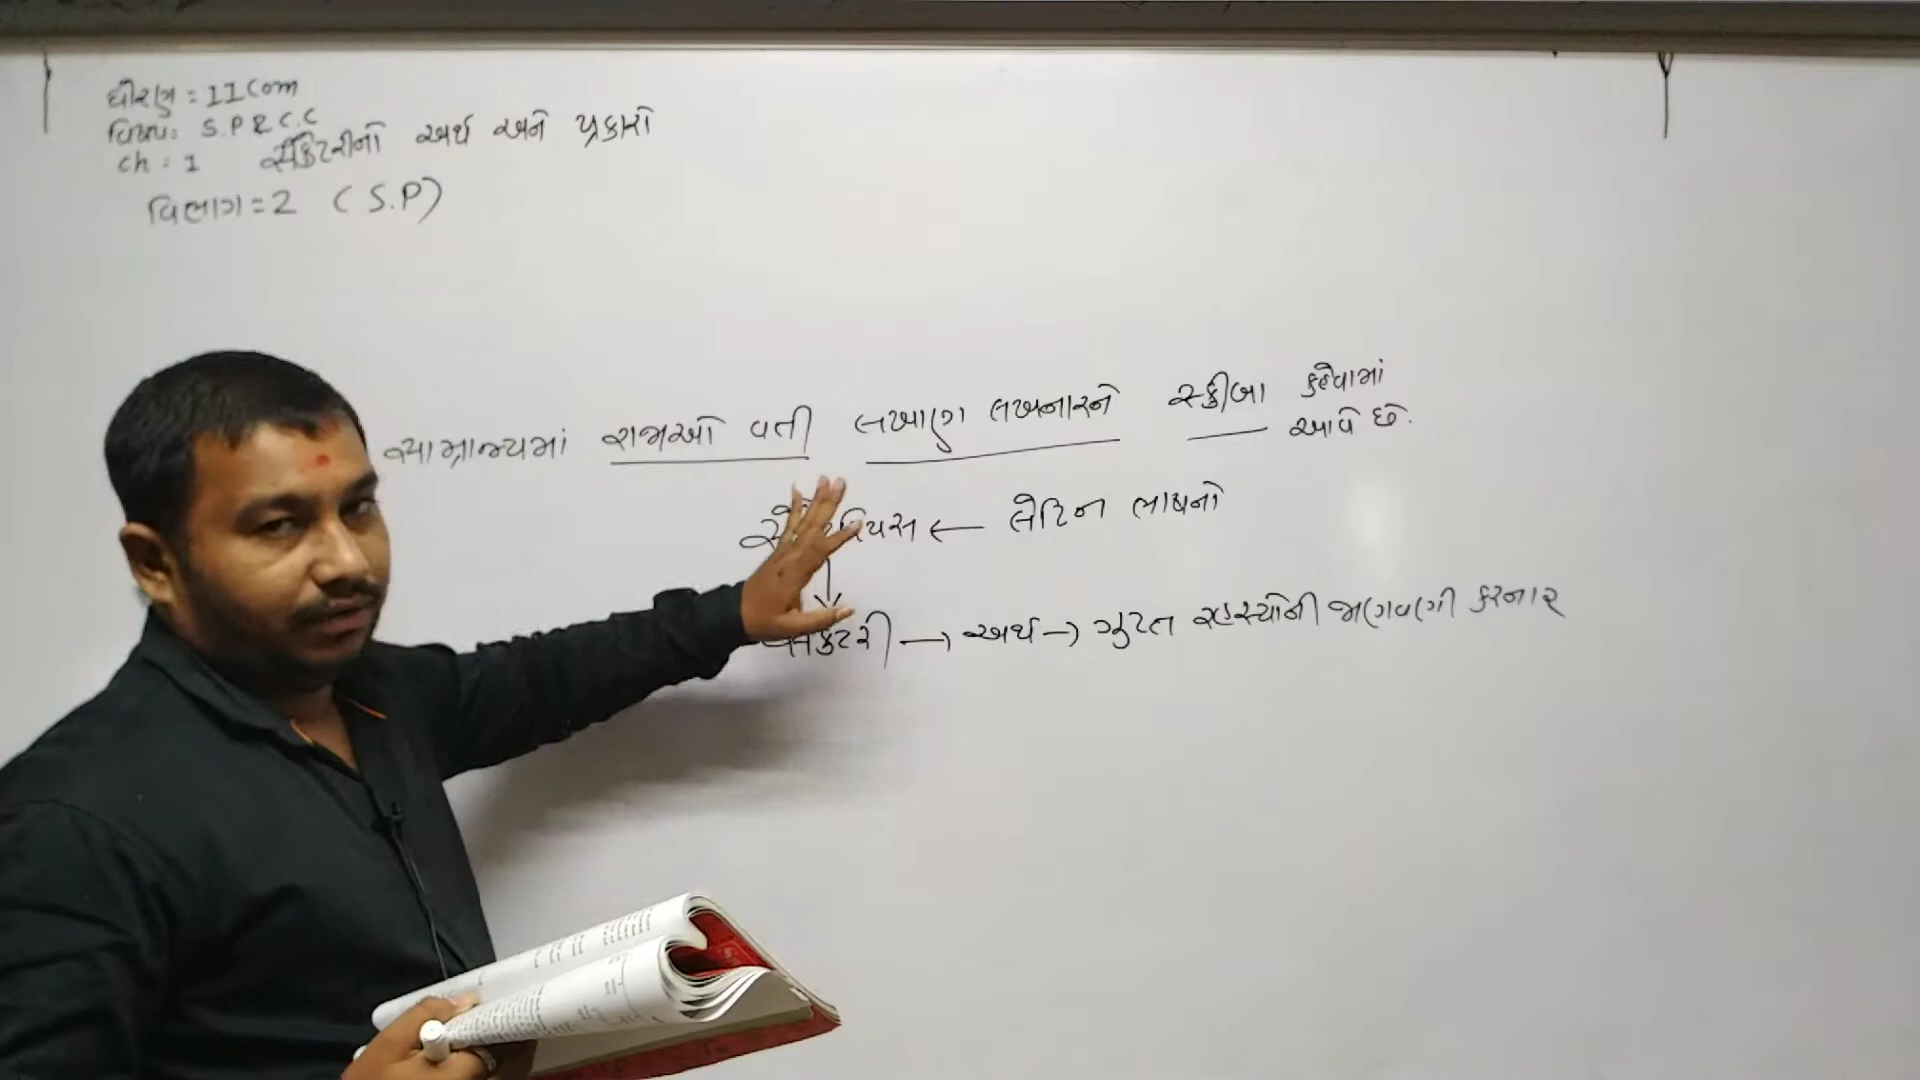 ધોરણ = 11 Com
વિષય: S.P & C.C
ch : 1 સેક્રેટરીનો અર્થ અને પ્રકારો
વિભાગ = 2 (S.P)
સામ્રાજ્યમાં રાજાઓ વતી લખાણ લખનારને સ્ક્રીબા કહેવામાં
આવે છે.
← લેટિન ભાષાનો
↓
→ અર્થ → ગુપ્ત રહસ્યોની જાળવણી કરનાર